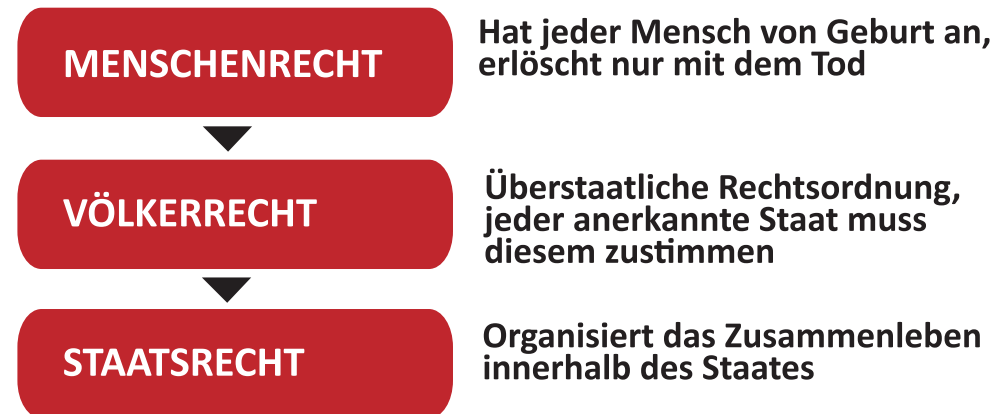 MENSCHENRECHT
Hat jeder Mensch von Geburt an,
erlöscht nur mit dem Tod
VÖLKERRECHT
Überstaatliche Rechtsordnung,
jeder anerkannte Staat muss
diesem zustimmen
STAATSRECHT
Organisiert das Zusammenleben
innerhalb des Staates